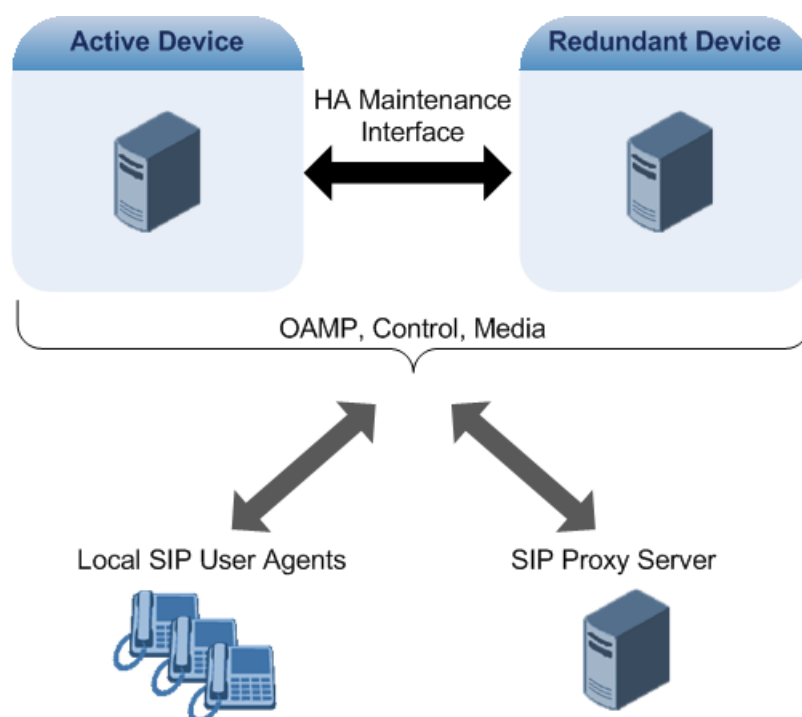 Active Device
Redundant Device
HA Maintenance
Interface
OAMP, Control, Media
Local SIP User Agents
SIP Proxy Server